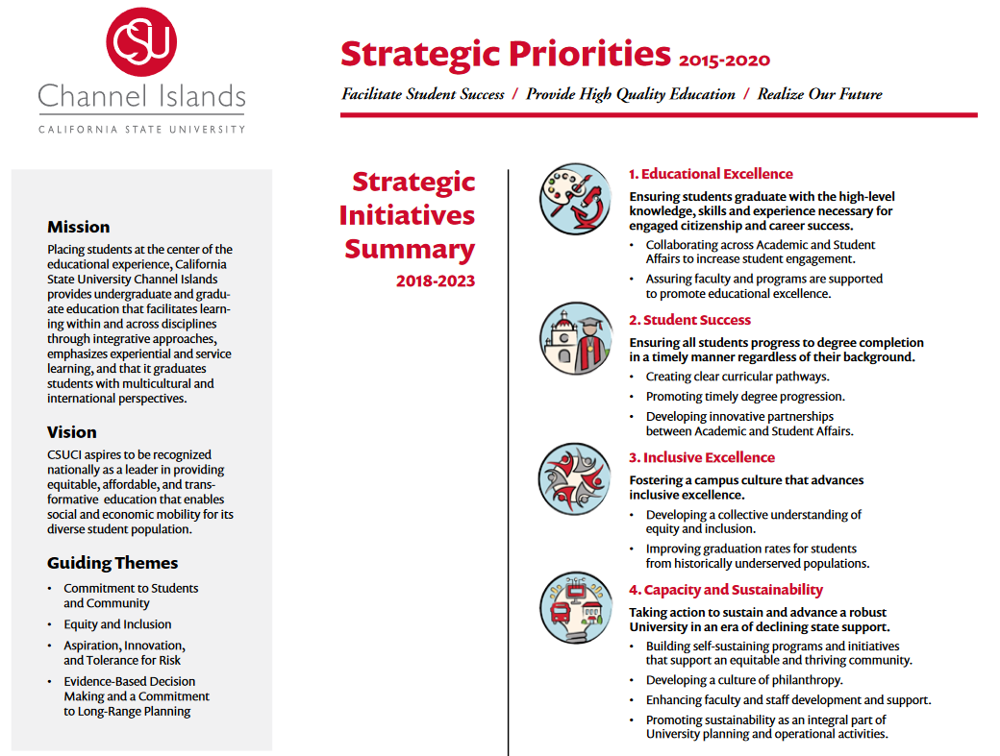 CSU
Channel Islands
CALIFORNIA STATE UNIVERSITY
Strategic Priorities 2015-2020
Facilitate Student Success / Provide High Quality Education / Realize Our Future
Mission
Placing students at the center of the
educational experience, California
State University Channel Islands
provides undergraduate and gradu-
ate education that facilitates learn-
ing within and across disciplines
through integrative approaches,
emphasizes experiential and service
learning, and that it graduates
students with multicultural and
international perspectives.
Vision
CSUCI aspires to be recognized
nationally as a leader in providing
equitable, affordable, and trans-
formative education that enables
social and economic mobility for its
diverse student population.
Guiding Themes
• Commitment to Students
and Community
• Equity and Inclusion
• Aspiration, Innovation,
and Tolerance for Risk
• Evidence-Based Decision
Making and a Commitment
to Long-Range Planning
Strategic
Initiatives
Summary
2018-2023
1. Educational Excellence
Ensuring students graduate with the high-level
knowledge, skills and experience necessary for
engaged citizenship and career success.
• Collaborating across Academic and Student
Affairs to increase student engagement.
• Assuring faculty and programs are supported
to promote educational excellence.
2. Student Success
Ensuring all students progress to degree completion
in a timely manner regardless of their background.
• Creating clear curricular pathways.
• Promoting timely degree progression.
• Developing innovative partnerships
between Academic and Student Affairs.
3. Inclusive Excellence
Fostering a campus culture that advances
inclusive excellence.
• Developing a collective understanding of
equity and inclusion.
• Improving graduation rates for students
from historically underserved populations.
4. Capacity and Sustainability
Taking action to sustain and advance a robust
University in an era of declining state support.
• Building self-sustaining programs and initiatives
that support an equitable and thriving community.
• Developing a culture of philanthropy.
• Enhancing faculty and staff development and support.
• Promoting sustainability as an integral part of
University planning and operational activities.